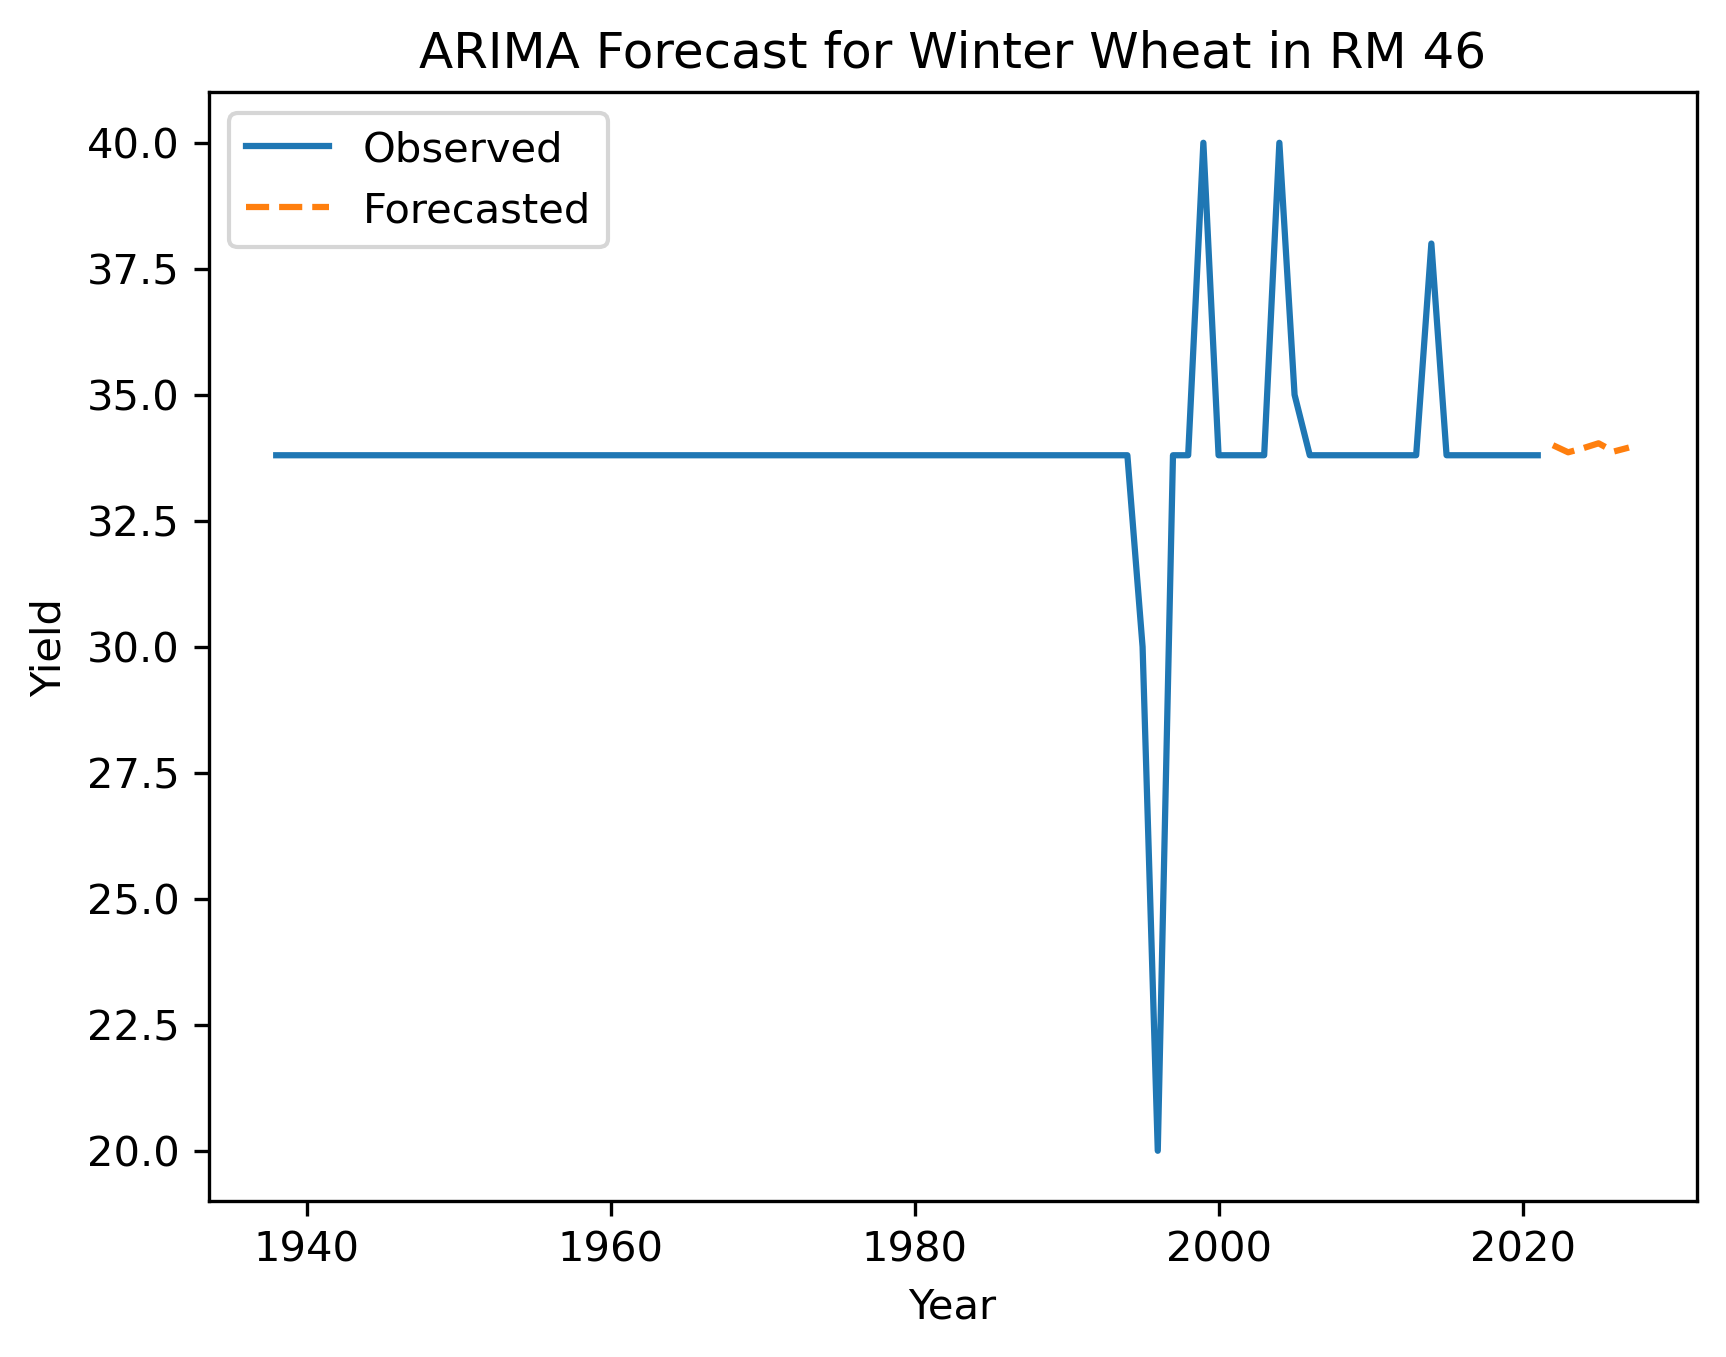 ARIMA Forecast for Winter Wheat in RM 46
Observed
Forecasted
40.0
37.5
35.0
32.5
30.0
27.5
25.0
22.5
20.0
Yield
1940 1960 1980 2000 2020
Year